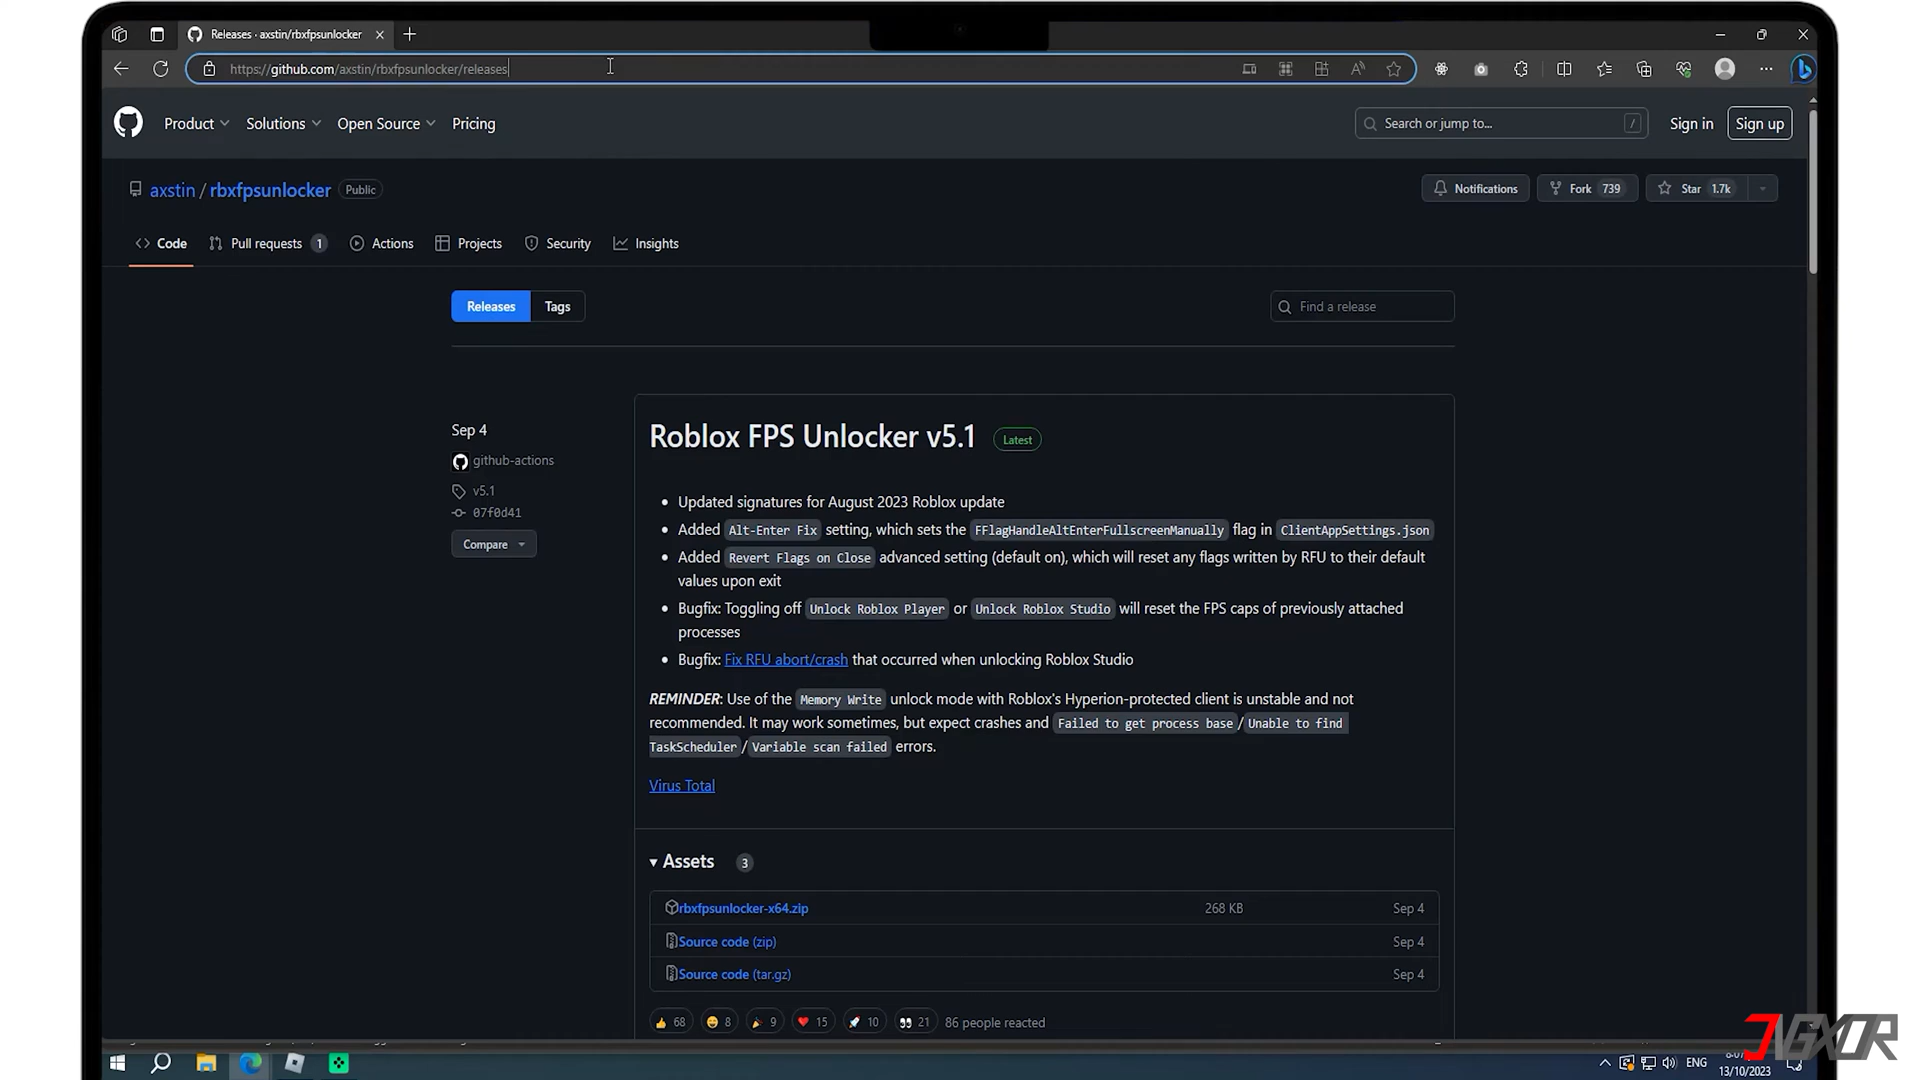 Releases · axstin/rbxfpsunlocker
https://github.com/axstin/rbxfpsunlocker/releases
Product Solutions Open Source Pricing
Search or jump to... /
Sign in Sign up
axstin / rbxfpsunlocker Public
Notifications Fork 739 Star 1.7k
Code Pull requests 1 Actions Projects Security Insights
Releases Tags
Find a release
Sep 4
github-actions
v5.1
07f0d41
Compare
Roblox FPS Unlocker v5.1 Latest
Updated signatures for August 2023 Roblox update
Added Alt-Enter Fix setting, which sets the FFlagHandleAltEnterFullscreenManually flag in ClientAppSettings.json
Added Revert Flags on Close advanced setting (default on), which will reset any flags written by RFU to their default
values upon exit
Bugfix: Toggling off Unlock Roblox Player or Unlock Roblox Studio will reset the FPS caps of previously attached
processes
Bugfix: Fix RFU abort/crash that occurred when unlocking Roblox Studio
REMINDER: Use of the Memory Write unlock mode with Roblox's Hyperion-protected client is unstable and not
recommended. It may work sometimes, but expect crashes and Failed to get process base/Unable to find
TaskScheduler/Variable scan failed errors.
Virus Total
Assets 3
rbxfpsunlocker-x64.zip 268 KB Sep 4
Source code (zip) Sep 4
Source code (tar.gz) Sep 4
68 8 9 15 10 21 86 people reacted
ENG
13/10/2023
JVGXOR